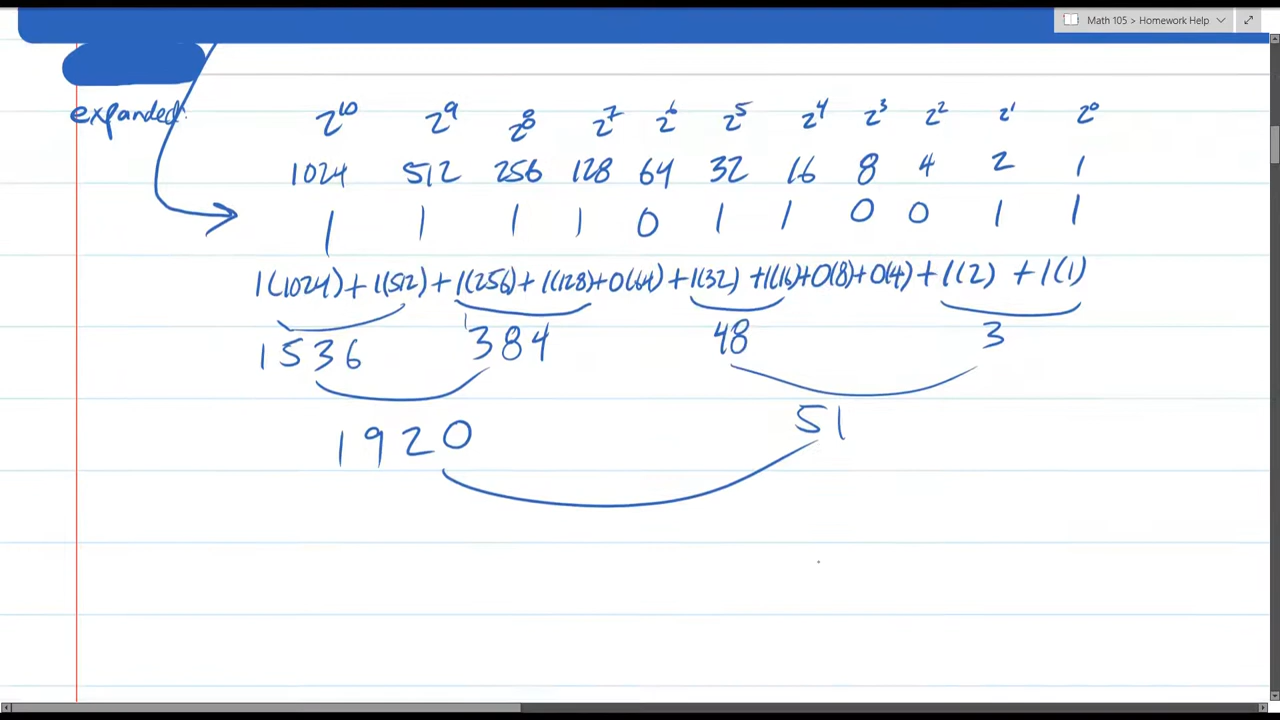 Math 105 > Homework Help
expanded:
2^10 2^9 2^8 2^7 2^6 2^5 2^4 2^3 2^2 2^1 2^0
1024 512 256 128 64 32 16 8 4 2 1
1 1 1 1 0 1 1 0 0 1 1
1(1024) + 1(512) + 1(256) + 1(128) + 0(64) + 1(32) + 1(16) + 0(8) + 0(4) + 1(2) + 1(1)
1536 384 48 3
1920 51